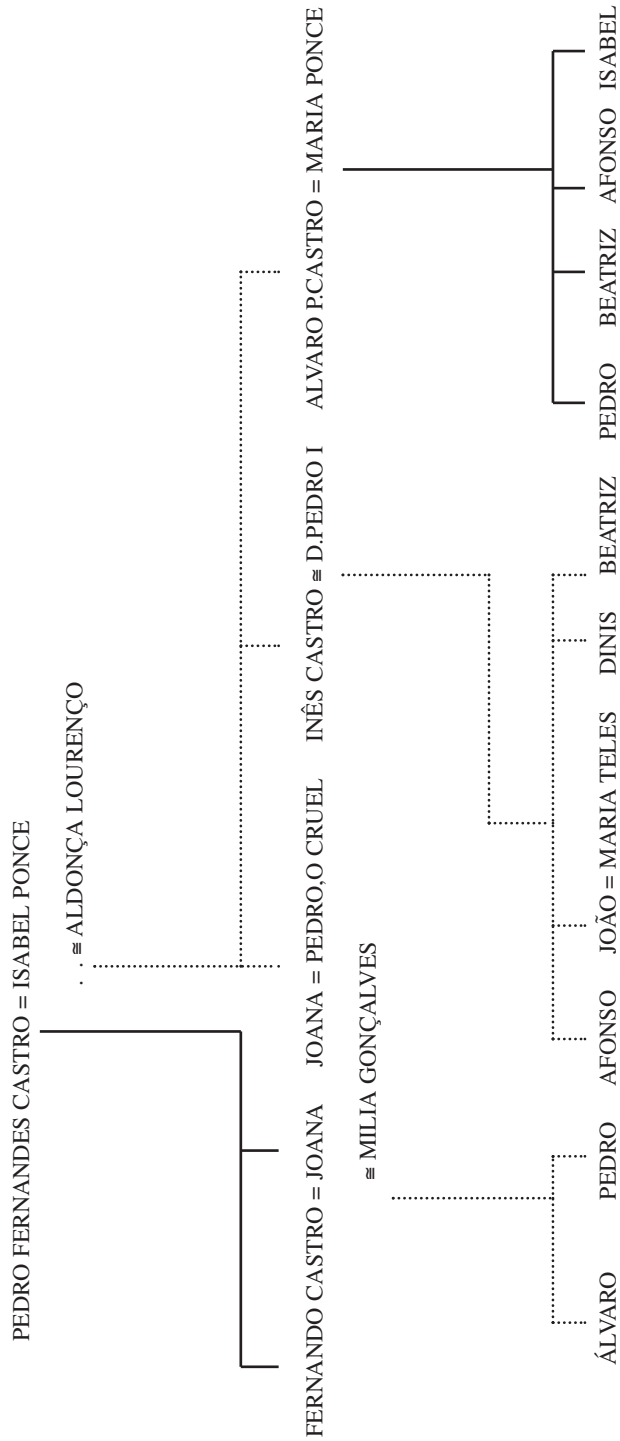 PEDRO FERNANDES CASTRO = ISABEL PONCE
≅ ALDONÇA LOURENÇO
FERNANDO CASTRO = JOANA JOANA = PEDRO,O CRUEL INÊS CASTRO ≅ D.PEDRO I ALVARO P.CASTRO = MARIA PONCE
≅ MILIA GONÇALVES
ÁLVARO PEDRO AFONSO JOÃO = MARIA TELES DINIS BEATRIZ PEDRO BEATRIZ AFONSO ISABEL